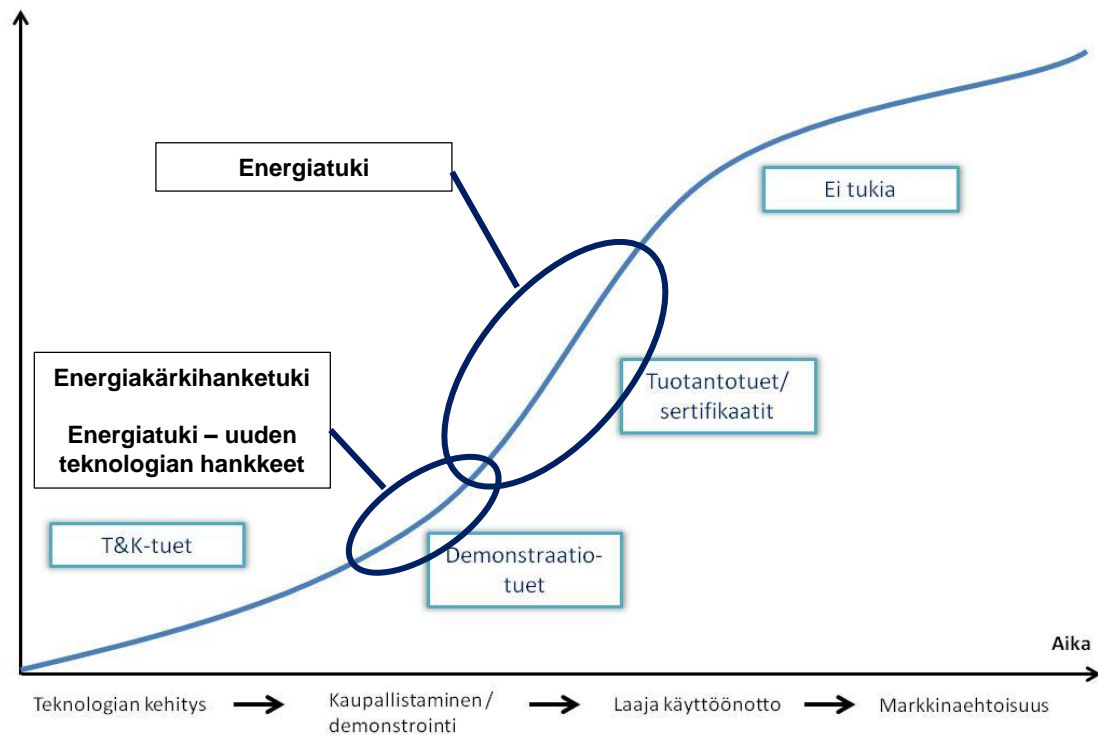 Energiatuki
Ei tukia
Energiakärkihanketuki
Energiatuki – uuden
teknologian hankkeet
Tuotantotuet/
sertifikaatit
T&K-tuet
Demonstraatio-
tuet
Aika
Teknologian kehitys
Kaupallistaminen /
demonstrointi
Laaja käyttöönotto
Markkinaehtoisuus